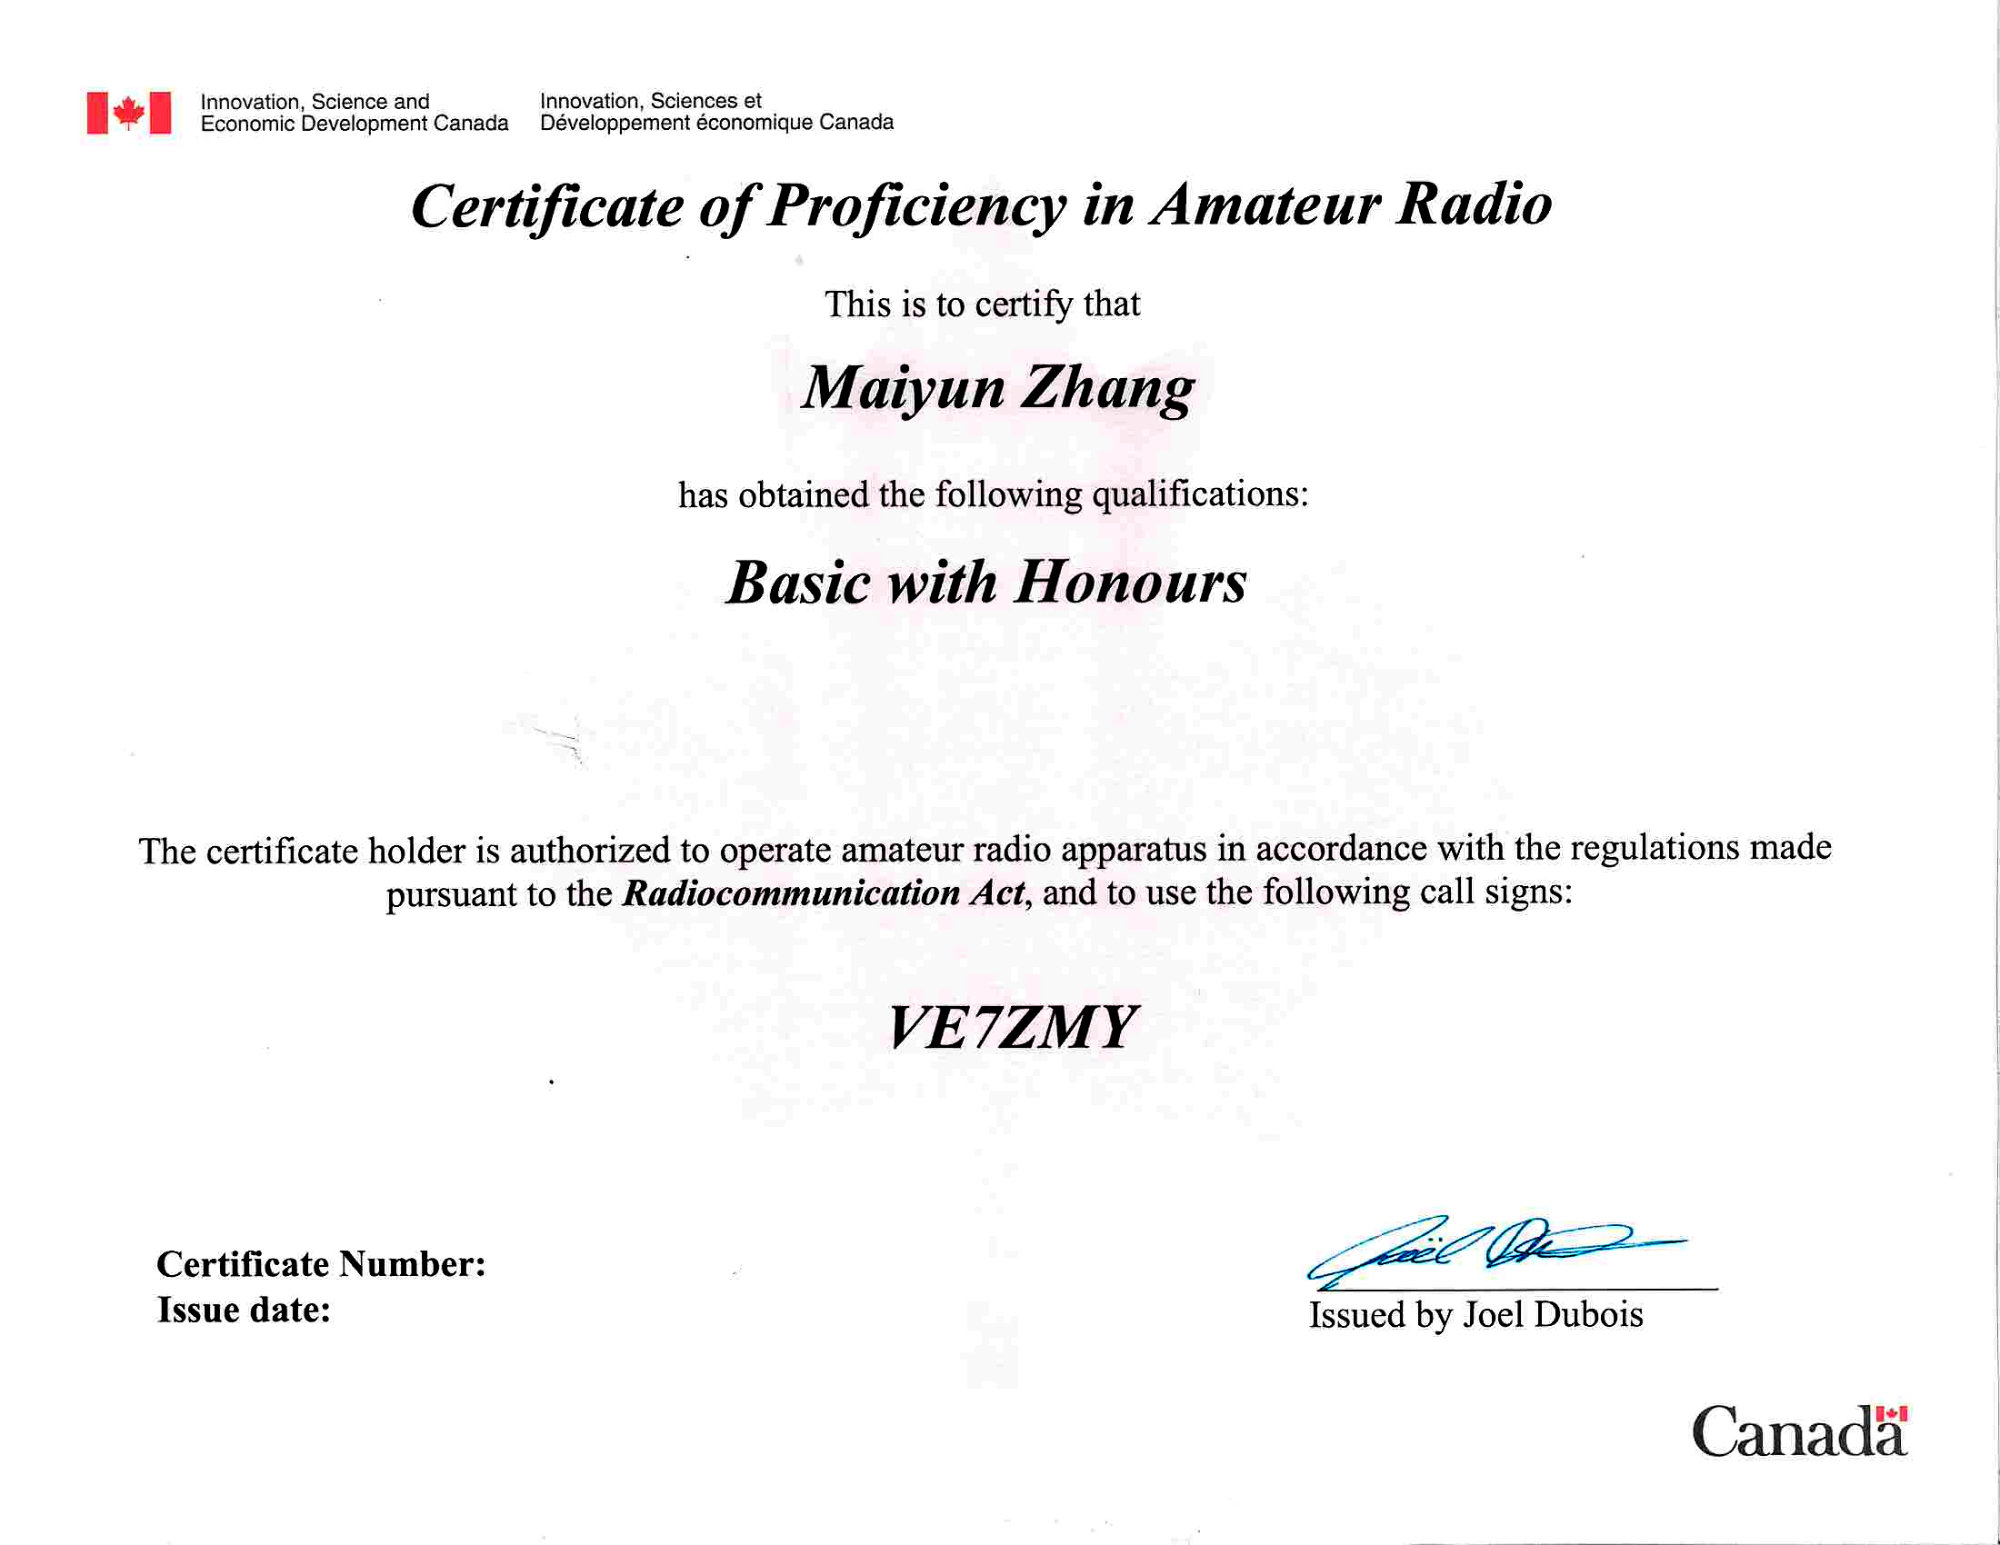 Innovation, Science and
Economic Development Canada
Innovation, Sciences et
Développement économique Canada
Certificate of Proficiency in Amateur Radio
This is to certify that
Maiyun Zhang
has obtained the following qualifications:
Basic with Honours
The certificate holder is authorized to operate amateur radio apparatus in accordance with the regulations made
pursuant to the Radiocommunication Act, and to use the following call signs:
VE7ZMY
Certificate Number:
Issue date:
Joël
Issued by Joel Dubois
Canada